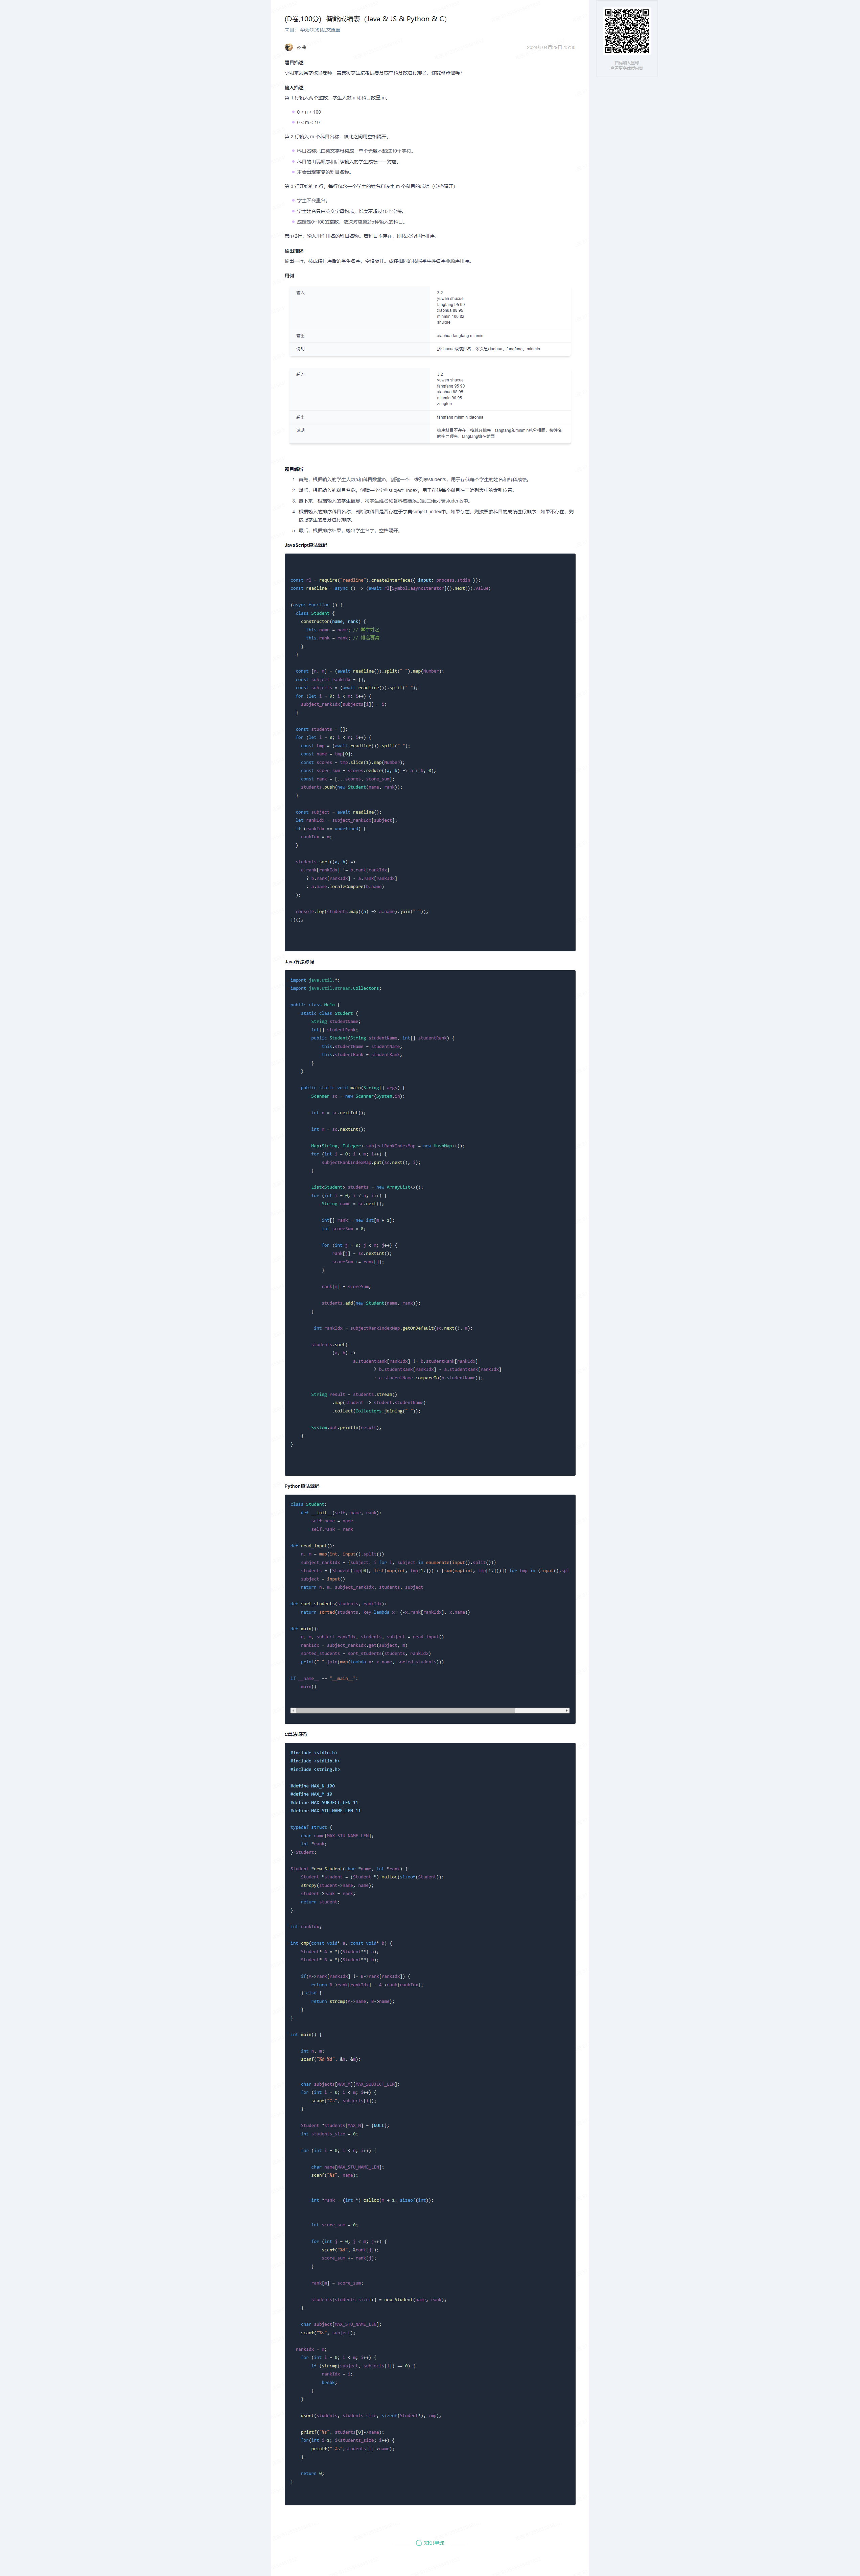 (D卷,100分)- 智能成绩表（Java & JS & Python & C）
来自： 华为OD机试交流圈
2024年04月29日 15:30
题目描述
小明来到某学校当老师，需要将学生按考试总分或单科分数进行排名，你能帮帮他吗？
输入描述
第 1 行输入两个整数，学生人数 n 和科目数量 m。
0 < n < 100
0 < m < 10
第 2 行输入 m 个科目名称，彼此之间用空格隔开。
科目名称只由英文字母构成，单个长度不超过10个字符。
科目的出现顺序和后续输入的学生成绩一一对应。
不会出现重复的科目名称。
第 3 行开始的 n 行，每行包含一个学生的姓名和该生 m 个科目的成绩（空格隔开）
学生不会重名。
学生姓名只由英文字母构成，长度不超过10个字符。
成绩是0~100的整数，依次对应第2行种输入的科目。
第n+2行，输入用作排名的科目名称。若科目不存在，则按总分进行排序。
输出描述
输出一行，按成绩排序后的学生名字，空格隔开。成绩相同的按照学生姓名字典顺序排序。
用例
输入
3 2
yuwen shuxue
fangfang 95 90
xiaohua 88 95
minmin 100 82
shuxue
输出
xiaohua fangfang minmin
说明
按shuxue成绩排名，依次是xiaohua、fangfang、minmin
输入
3 2
yuwen shuxue
fangfang 95 90
xiaohua 88 95
minmin 90 95
zongfen
输出
fangfang minmin xiaohua
说明
排序科目不存在，按总分排序，fangfang和minmin总分相同，按姓名
的字典顺序，fangfang排在前面
题目解析
1. 首先，根据输入的学生人数n和科目数量m，创建一个二维列表students，用于存储每个学生的姓名和各科成绩。
2. 然后，根据输入的科目名称，创建一个字典subject_index，用于存储每个科目在二维列表中的索引位置。
3. 接下来，根据输入的学生信息，将学生姓名和各科成绩添加到二维列表students中。
4. 根据输入的排序科目名称，判断该科目是否存在于字典subject_index中。如果存在，则按照该科目的成绩进行排序；如果不存在，则
按照学生的总分进行排序。
5. 最后，根据排序结果，输出学生名字，空格隔开。
JavaScript算法源码
const rl = require("readline").createInterface({ input: process.stdin });
const readline = async () => (await rl[Symbol.asyncIterator]().next()).value;
(async function () {
class Student {
constructor(name, rank) {
this.name = name; // 学生姓名
this.rank = rank; // 排名要素
}
}
const [n, m] = (await readline()).split(" ").map(Number);
const subject_rankIdx = {};
const subjects = (await readline()).split(" ");
for (let i = 0; i < m; i++) {
subject_rankIdx[subjects[i]] = i;
}
const students = [];
for (let i = 0; i < n; i++) {
const tmp = (await readline()).split(" ");
const name = tmp[0];
const scores = tmp.slice(1).map(Number);
const score_sum = scores.reduce((a, b) => a + b, 0);
const rank = [...scores, score_sum];
students.push(new Student(name, rank));
}
const subject = await readline();
let rankIdx = subject_rankIdx[subject];
if (rankIdx == undefined) {
rankIdx = m;
}
students.sort((a, b) =>
a.rank[rankIdx] != b.rank[rankIdx]
? b.rank[rankIdx] - a.rank[rankIdx]
: a.name.localeCompare(b.name)
);
console.log(students.map((a) => a.name).join(" "));
})();
Java算法源码
import java.util.*;
import java.util.stream.Collectors;
public class Main {
static class Student {
String studentName;
int[] studentRank;
public Student(String studentName, int[] studentRank) {
this.studentName = studentName;
this.studentRank = studentRank;
}
}
public static void main(String[] args) {
Scanner sc = new Scanner(System.in);
int n = sc.nextInt();
int m = sc.nextInt();
Map<String, Integer> subjectRankIndexMap = new HashMap<>();
for (int i = 0; i < m; i++) {
subjectRankIndexMap.put(sc.next(), i);
}
List<Student> students = new ArrayList<>();
for (int i = 0; i < n; i++) {
String name = sc.next();
int[] rank = new int[m + 1];
int scoreSum = 0;
for (int j = 0; j < m; j++) {
rank[j] = sc.nextInt();
scoreSum += rank[j];
}
rank[m] = scoreSum;
students.add(new Student(name, rank));
}
int rankIdx = subjectRankIndexMap.getOrDefault(sc.next(), m);
students.sort(
(a, b) ->
a.studentRank[rankIdx] != b.studentRank[rankIdx]
? b.studentRank[rankIdx] - a.studentRank[rankIdx]
: a.studentName.compareTo(b.studentName));
String result = students.stream()
.map(student -> student.studentName)
.collect(Collectors.joining(" "));
System.out.println(result);
}
}
Python算法源码
class Student:
def __init__(self, name, rank):
self.name = name
self.rank = rank
def read_input():
n, m = map(int, input().split())
subject_rankIdx = {subject: i for i, subject in enumerate(input().split())}
students = [Student(tmp[0], list(map(int, tmp[1:])) + [sum(map(int, tmp[1:]))]) for tmp in (input().spl
subject = input()
return n, m, subject_rankIdx, students, subject
def sort_students(students, rankIdx):
return sorted(students, key=lambda x: (-x.rank[rankIdx], x.name))
def main():
n, m, subject_rankIdx, students, subject = read_input()
rankIdx = subject_rankIdx.get(subject, m)
sorted_students = sort_students(students, rankIdx)
print(" ".join(map(lambda x: x.name, sorted_students)))
if __name__ == "__main__":
main()
C算法源码
#include <stdio.h>
#include <stdlib.h>
#include <string.h>
#define MAX_N 100
#define MAX_M 10
#define MAX_SUBJECT_LEN 11
#define MAX_STU_NAME_LEN 11
typedef struct {
char name[MAX_STU_NAME_LEN];
int *rank;
} Student;
Student *new_Student(char *name, int *rank) {
Student *student = (Student *) malloc(sizeof(Student));
strcpy(student->name, name);
student->rank = rank;
return student;
}
int rankIdx;
int cmp(const void* a, const void* b) {
Student* A = *((Student**) a);
Student* B = *((Student**) b);
if(A->rank[rankIdx] != B->rank[rankIdx]) {
return B->rank[rankIdx] - A->rank[rankIdx];
} else {
return strcmp(A->name, B->name);
}
}
int main() {
int n, m;
scanf("%d %d", &n, &m);
char subjects[MAX_M][MAX_SUBJECT_LEN];
for (int i = 0; i < m; i++) {
scanf("%s", subjects[i]);
}
Student *students[MAX_N] = {NULL};
int students_size = 0;
for (int i = 0; i < n; i++) {
char name[MAX_STU_NAME_LEN];
scanf("%s", name);
int *rank = (int *) calloc(m + 1, sizeof(int));
int score_sum = 0;
for (int j = 0; j < m; j++) {
scanf("%d", &rank[j]);
score_sum += rank[j];
}
rank[m] = score_sum;
students[students_size++] = new_Student(name, rank);
}
char subject[MAX_STU_NAME_LEN];
scanf("%s", subject);
rankIdx = m;
for (int i = 0; i < m; i++) {
if (strcmp(subject, subjects[i]) == 0) {
rankIdx = i;
break;
}
}
qsort(students, students_size, sizeof(Student*), cmp);
printf("%s", students[0]->name);
for(int i=1; i<students_size; i++) {
printf(" %s",students[i]->name);
}
return 0;
}
知识星球